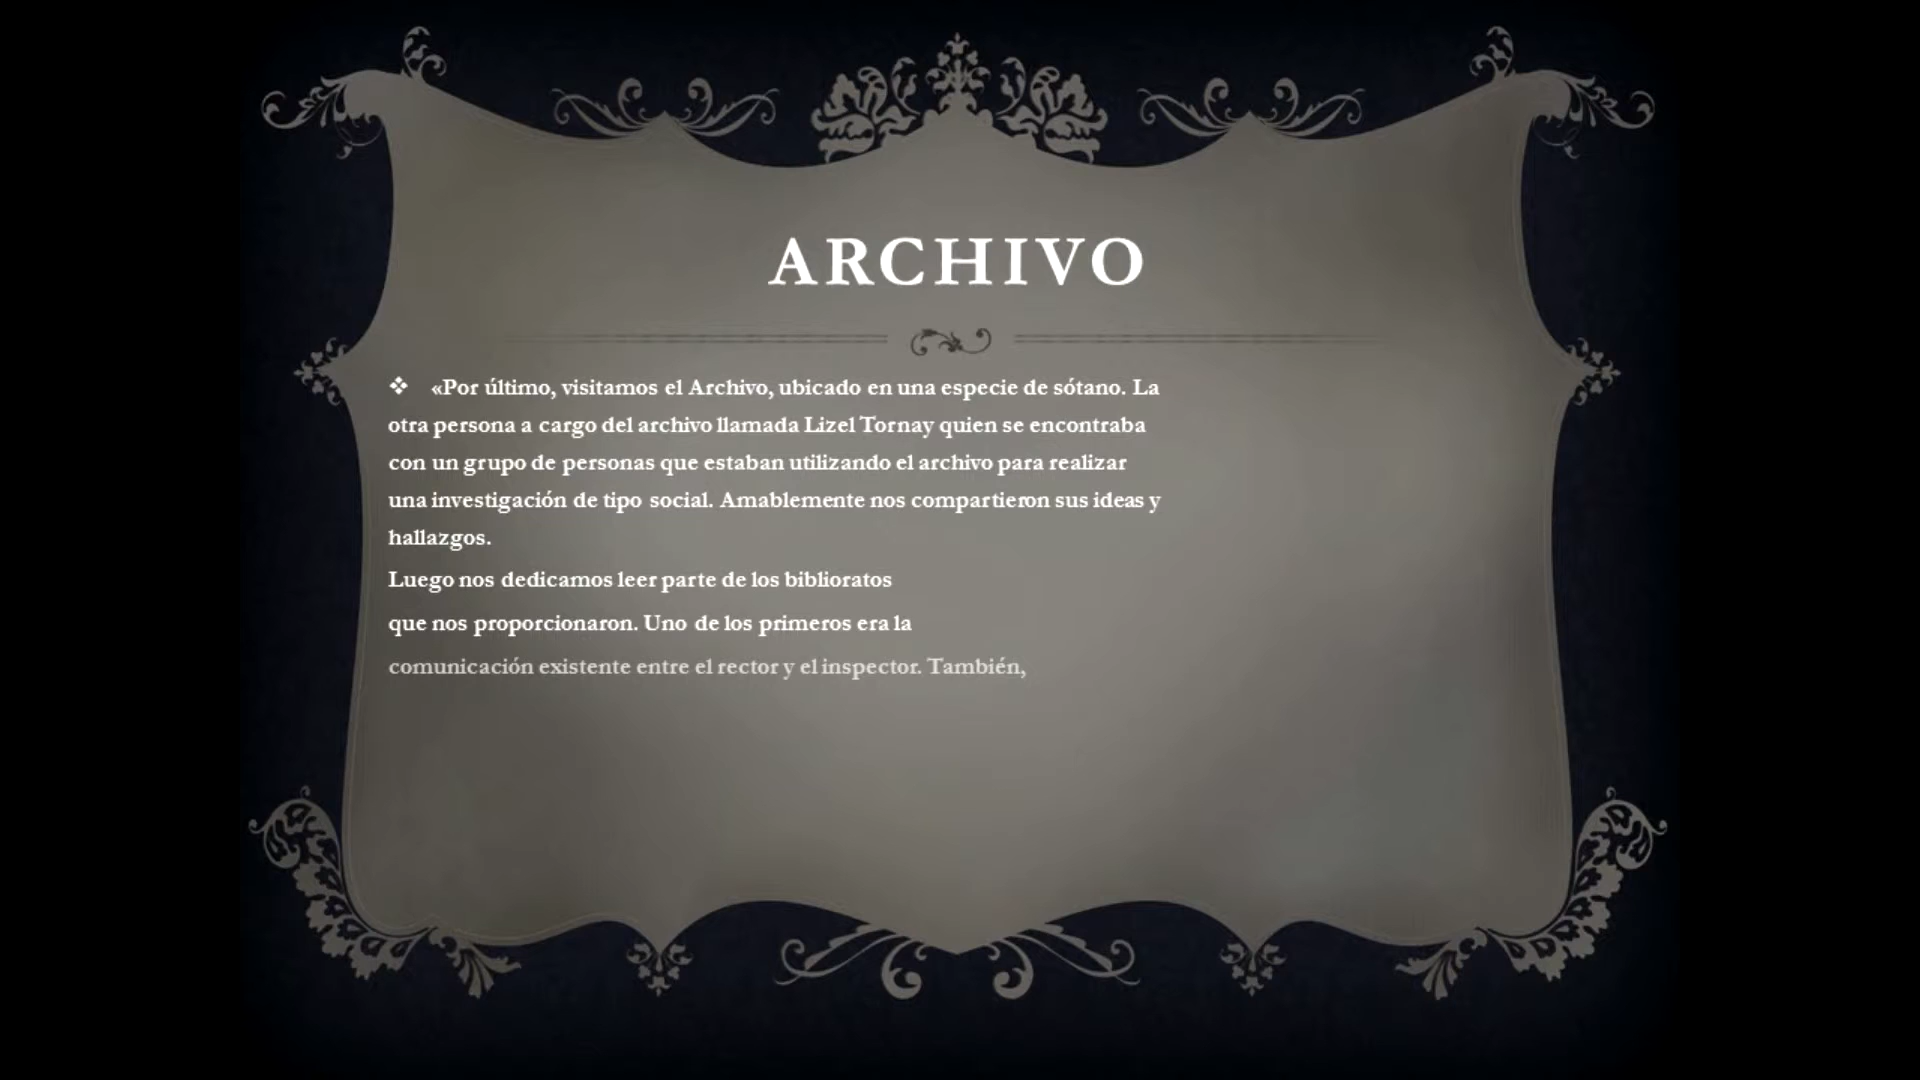 ARCHIVO
❖ «Por último, visitamos el Archivo, ubicado en una especie de sótano. La
otra persona a cargo del archivo llamada Lizel Tornay quien se encontraba
con un grupo de personas que estaban utilizando el archivo para realizar
una investigación de tipo social. Amablemente nos compartieron sus ideas y
hallazgos.
Luego nos dedicamos leer parte de los biblioratos
que nos proporcionaron. Uno de los primeros era la
comunicación existente entre el rector y el inspector. También,